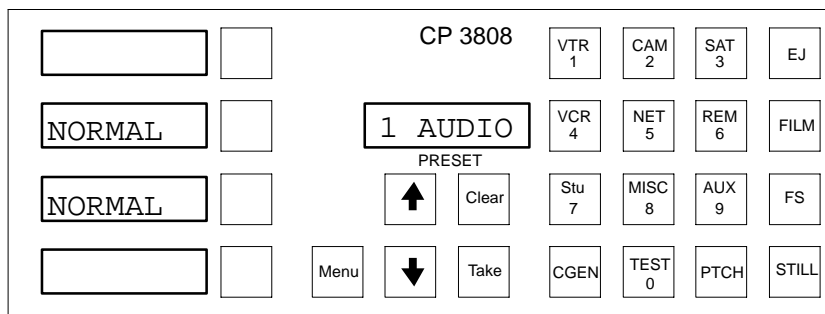 CP 3808
VTR 1
CAM 2
SAT 3
EJ
NORMAL
1 AUDIO
PRESET
VCR 4
NET 5
REM 6
FILM
NORMAL
Clear
Stu 7
MISC 8
AUX 9
FS
Menu
Take
CGEN
TEST 0
PTCH
STILL